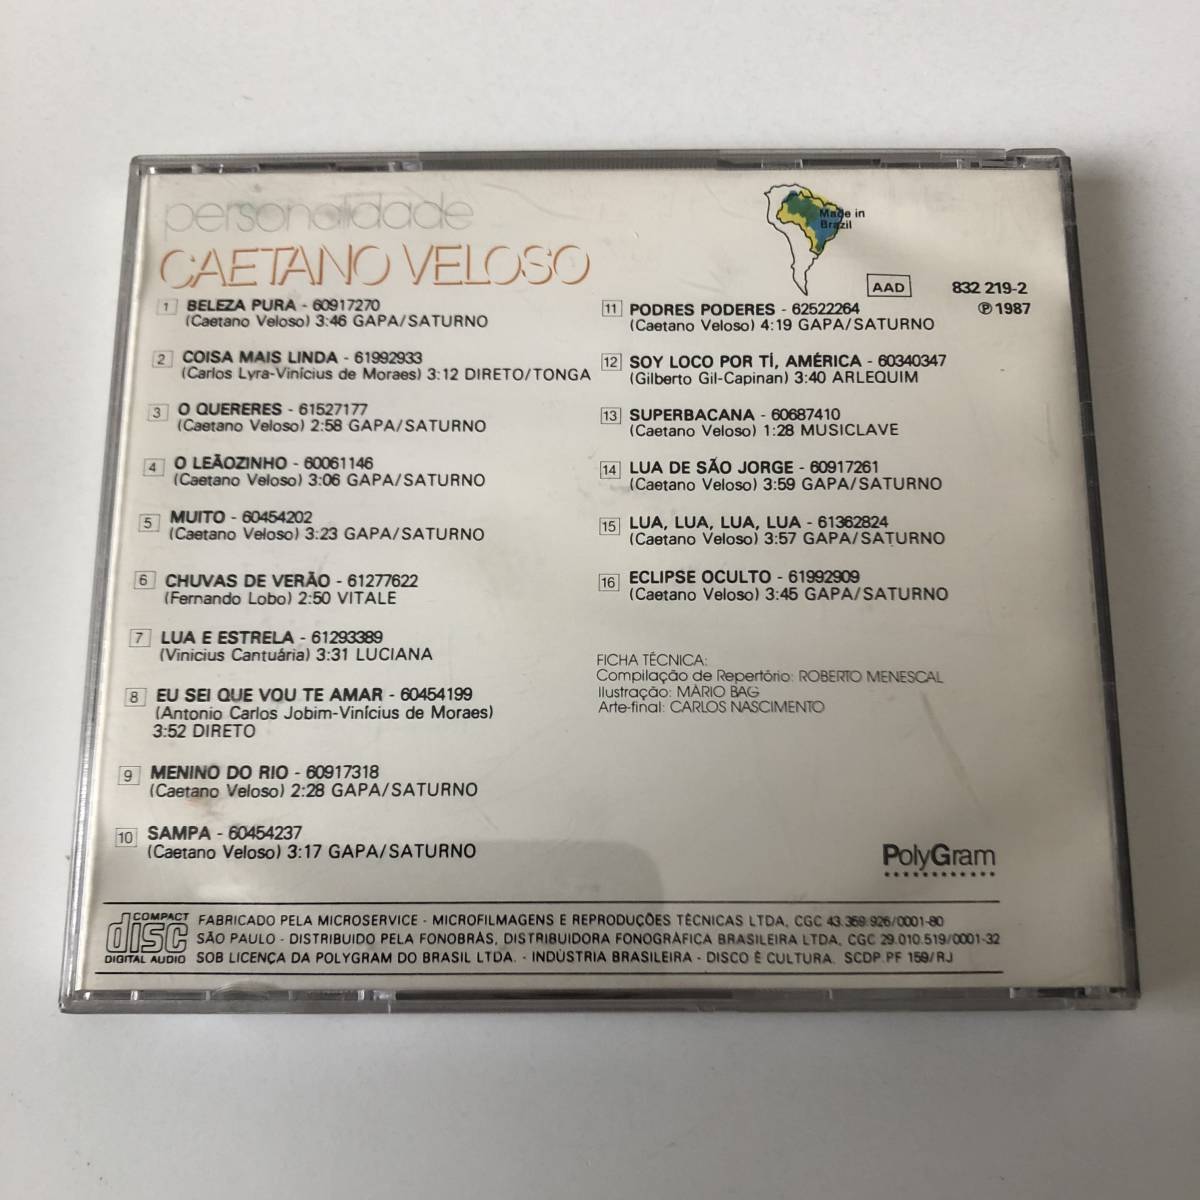 personalidade
CAETANO VELOSO
Made in
Brazil
AAD
832 219-2
℗ 1987
1 BELEZA PURA - 60917270
(Caetano Veloso) 3:46 GAPA/SATURNO
2 COISA MAIS LINDA - 61992933
(Carlos Lyra-Vinícius de Moraes) 3:12 DIRETO/TONGA
3 O QUERERES - 61527177
(Caetano Veloso) 2:58 GAPA/SATURNO
4 O LEÃOZINHO - 60061146
(Caetano Veloso) 3:06 GAPA/SATURNO
5 MUITO - 60454202
(Caetano Veloso) 3:23 GAPA/SATURNO
6 CHUVAS DE VERÃO - 61277622
(Fernando Lobo) 2:50 VITALE
7 LUA E ESTRELA - 61293389
(Vinicius Cantuária) 3:31 LUCIANA
8 EU SEI QUE VOU TE AMAR - 60454199
(Antonio Carlos Jobim-Vinícius de Moraes)
3:52 DIRETO
9 MENINO DO RIO - 60917318
(Caetano Veloso) 2:28 GAPA/SATURNO
10 SAMPA - 60454237
(Caetano Veloso) 3:17 GAPA/SATURNO
11 PODRES PODERES - 62522264
(Caetano Veloso) 4:19 GAPA/SATURNO
12 SOY LOCO POR TÍ, AMÉRICA - 60340347
(Gilberto Gil-Capinan) 3:40 ARLEQUIM
13 SUPERBACANA - 60687410
(Caetano Veloso) 1:28 MUSICLAVE
14 LUA DE SÃO JORGE - 60917261
(Caetano Veloso) 3:59 GAPA/SATURNO
15 LUA, LUA, LUA, LUA - 61362824
(Caetano Veloso) 3:57 GAPA/SATURNO
16 ECLIPSE OCULTO - 61992909
(Caetano Veloso) 3:45 GAPA/SATURNO
FICHA TÉCNICA:
Compilação de Repertório: ROBERTO MENESCAL
Ilustração: MÁRIO BAG
Arte-final: CARLOS NASCIMENTO
PolyGram
COMPACT
disc
DIGITAL AUDIO
FABRICADO PELA MICROSERVICE - MICROFILMAGENS E REPRODUÇÕES TÉCNICAS LTDA, CGC 43.359.926/0001-80
SÃO PAULO - DISTRIBUIDO PELA FONOBRÁS, DISTRIBUIDORA FONOGRÁFICA BRASILEIRA LTDA, CGC 29.010.519/0001-32
SOB LICENÇA DA POLYGRAM DO BRASIL LTDA. - INDÚSTRIA BRASILEIRA - DISCO É CULTURA. SCDP PF 159/RJ